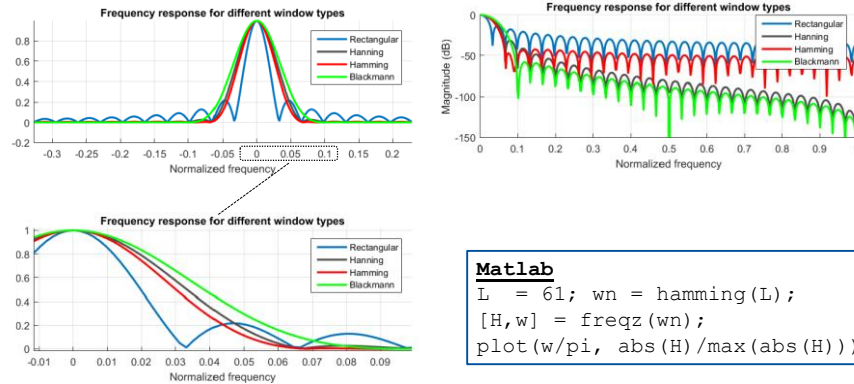 Frequency response for different window types
Rectangular
Hanning
Hamming
Blackmann
0.8
0.6
0.4
0.2
0
-0.2
-0.3 -0.25 -0.2 -0.15 -0.1 -0.05 0 0.05 0.1 0.15 0.2
Normalized frequency
Frequency response for different window types
0
-50
-100
-150
Magnitude (dB)
Rectangular
Hanning
Hamming
Blackmann
0 0.1 0.2 0.3 0.4 0.5 0.6 0.7 0.8 0.9
Normalized frequency
Frequency response for different window types
1
0.8
0.6
0.4
0.2
0
Rectangular
Hanning
Hamming
Blackmann
-0.01 0 0.01 0.02 0.03 0.04 0.05 0.06 0.07 0.08 0.09
Normalized frequency
Matlab
L = 61; wn = hamming(L);
[H,w] = freqz(wn);
plot(w/pi, abs(H)/max(abs(H)))